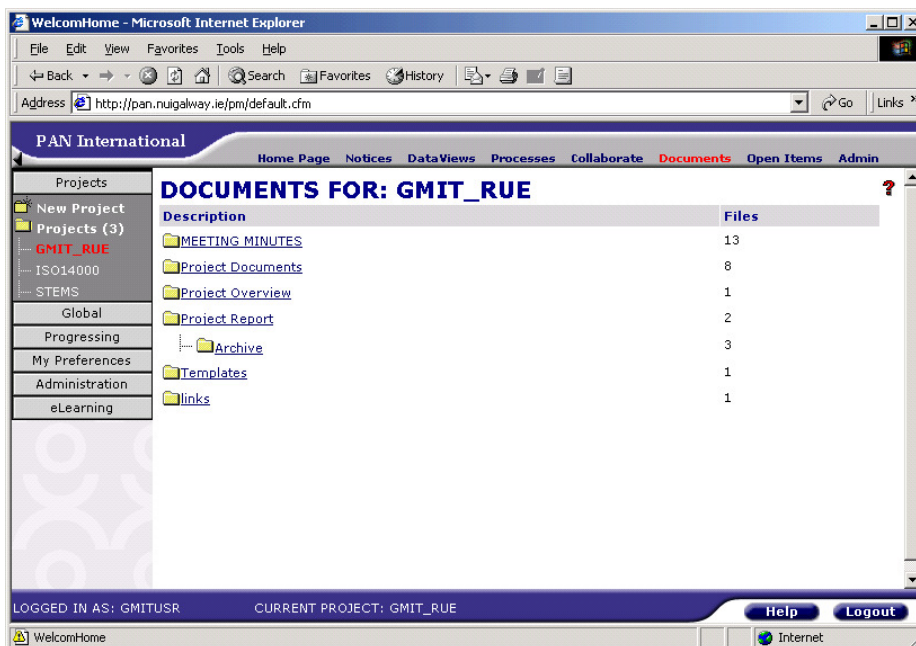 WelcomHome - Microsoft Internet Explorer
File Edit View Favorites Tools Help
Back Search Favorites History
Address http://pan.nuigalway.ie/pm/default.cfm Go Links »
PAN International
Home Page Notices DataViews Processes Collaborate Documents Open Items Admin
Projects
New Project
Projects (3)
GMIT_RUE
ISO14000
STEMS
Global
Progressing
My Preferences
Administration
eLearning
DOCUMENTS FOR: GMIT_RUE ?
Description Files
MEETING MINUTES 13
Project Documents 8
Project Overview 1
Project Report 2
Archive 3
Templates 1
links 1
LOGGED IN AS: GMITUSR CURRENT PROJECT: GMIT_RUE Help Logout
WelcomHome Internet